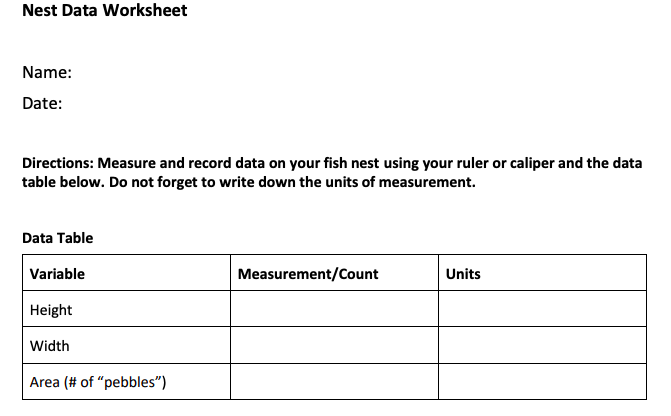 Nest Data Worksheet
Name:
Date:
Directions: Measure and record data on your fish nest using your ruler or caliper and the data
table below. Do not forget to write down the units of measurement.
Data Table
Variable Measurement/Count Units
Height
Width
Area (# of “pebbles”)